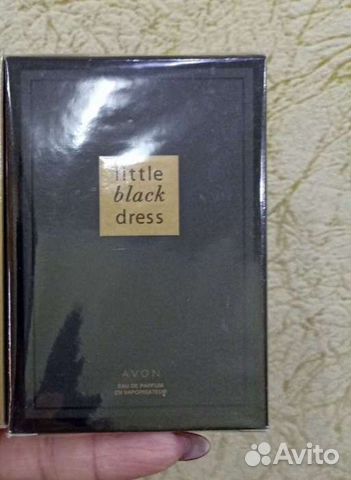 little
black
dress
AVON
EAU DE PARFUM
EN VAPORISATEUR
Avito